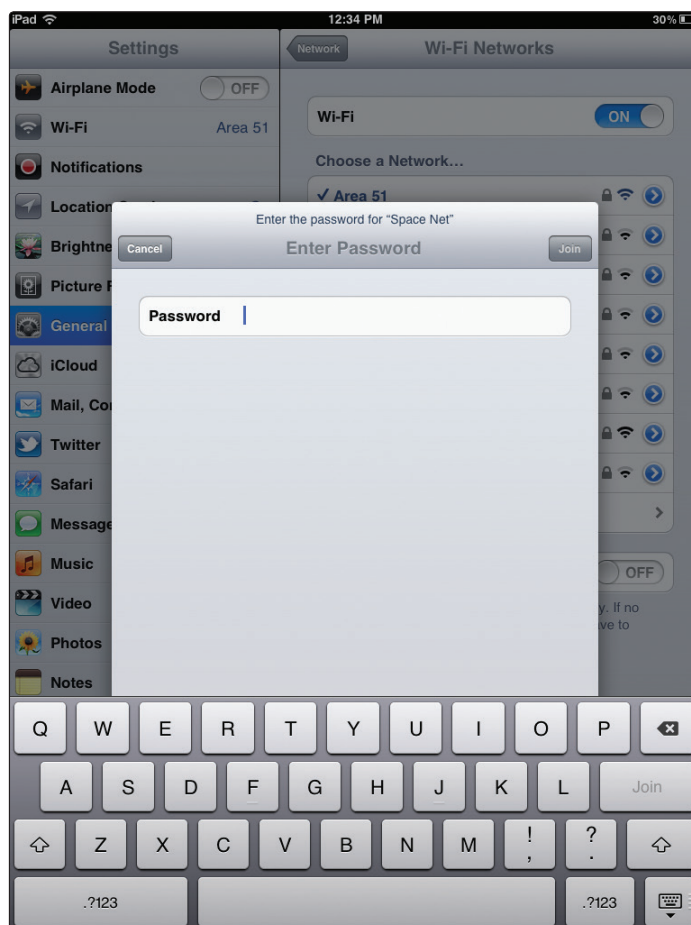 iPad 12:34 PM 30%
Settings
Network Wi-Fi Networks
Airplane Mode OFF
Wi-Fi Area 51
Notifications
Location
Brightne
Picture F
General
iCloud
Mail, Co
Twitter
Safari
Message
Music
Video
Photos
Notes
Wi-Fi ON
Choose a Network...
✓ Area 51
Enter the password for “Space Net”
Cancel Enter Password Join
Password
OFF
y. If no
ve to
Q W E R T Y U I O P
A S D F G H J K L Join
Z X C V B N M ! , ? .
.?123 .?123